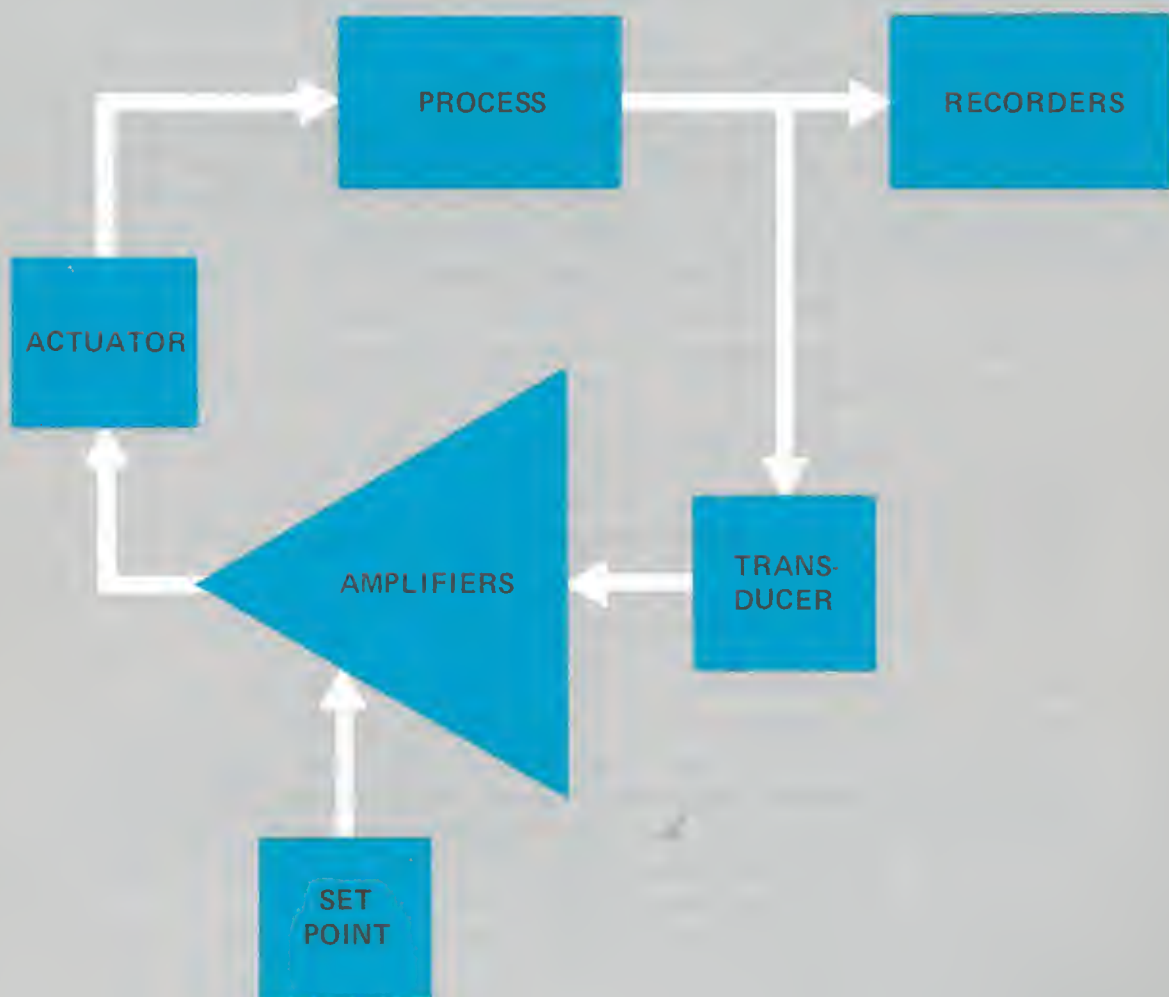 PROCESS
RECORDERS
ACTUATOR
AMPLIFIERS
TRANS-
DUCER
SET
POINT